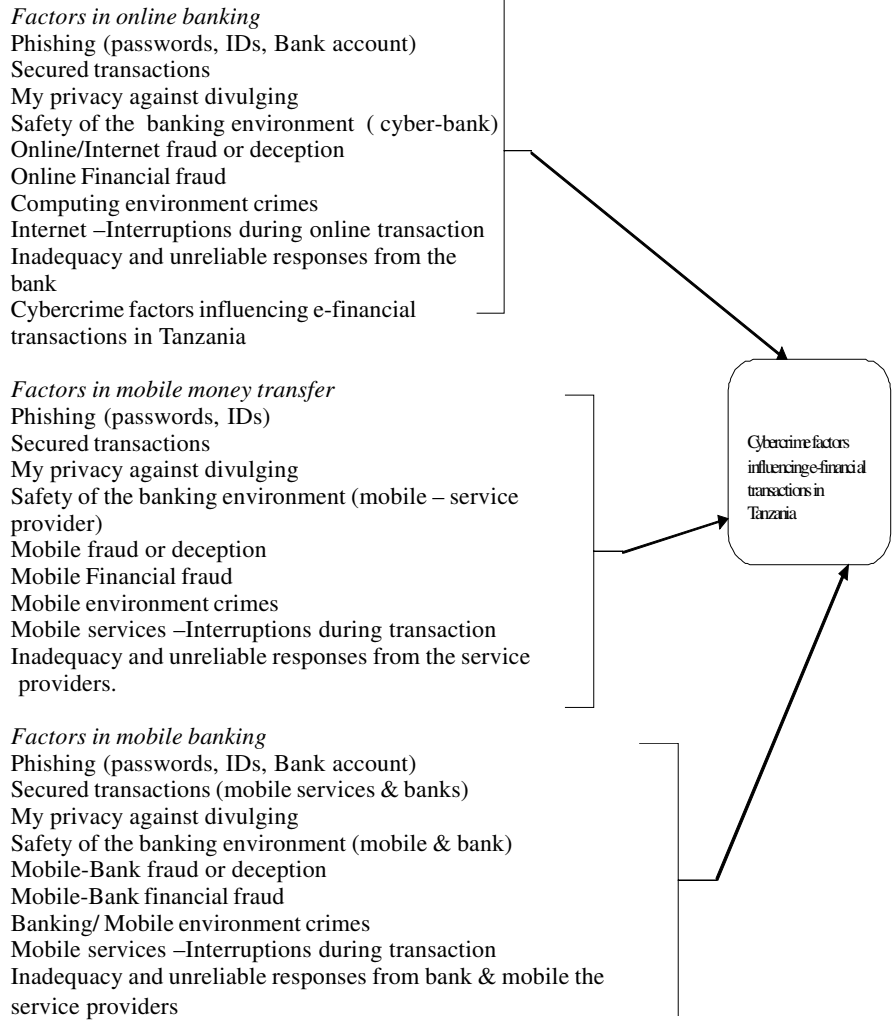 Factors in online banking
Phishing (passwords, IDs, Bank account)
Secured transactions
My privacy against divulging
Safety of the banking environment ( cyber-bank)
Online/Internet fraud or deception
Online Financial fraud
Computing environment crimes
Internet –Interruptions during online transaction
Inadequacy and unreliable responses from the
bank
Cybercrime factors influencing e-financial
transactions in Tanzania
Factors in mobile money transfer
Phishing (passwords, IDs)
Secured transactions
My privacy against divulging
Safety of the banking environment (mobile – service
provider)
Mobile fraud or deception
Mobile Financial fraud
Mobile environment crimes
Mobile services –Interruptions during transaction
Inadequacy and unreliable responses from the service
providers.
Factors in mobile banking
Phishing (passwords, IDs, Bank account)
Secured transactions (mobile services & banks)
My privacy against divulging
Safety of the banking environment (mobile & bank)
Mobile-Bank fraud or deception
Mobile-Bank financial fraud
Banking/ Mobile environment crimes
Mobile services –Interruptions during transaction
Inadequacy and unreliable responses from bank & mobile the
service providers
Cybercrime factors
influencing e-financial
transactions in
Tanzania